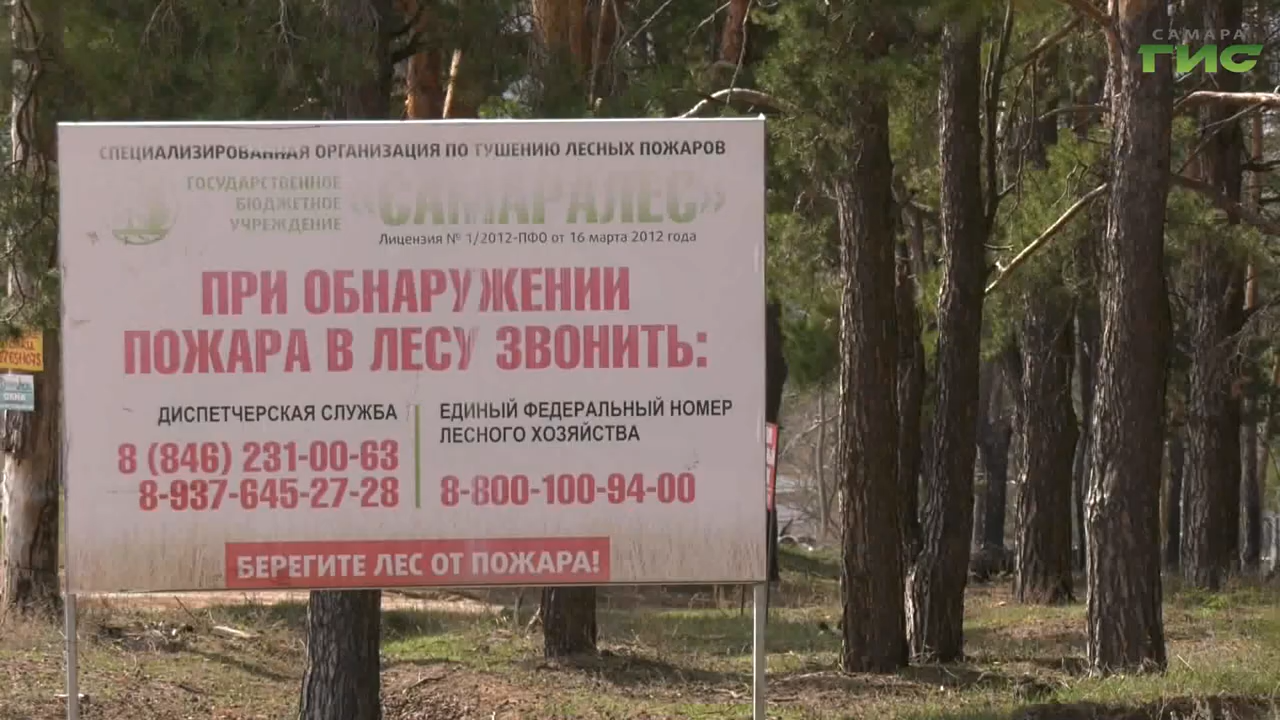 САМАРА
ГИС
СПЕЦИАЛИЗИРОВАННАЯ ОРГАНИЗАЦИЯ ПО ТУШЕНИЮ ЛЕСНЫХ ПОЖАРОВ
ГОСУДАРСТВЕННОЕ
БЮДЖЕТНОЕ
УЧРЕЖДЕНИЕ
«САМАРАЛЕС»
Лицензия № 1/2012-ПФО от 16 марта 2012 года
ПРИ ОБНАРУЖЕНИИ
ПОЖАРА В ЛЕСУ ЗВОНИТЬ:
ДИСПЕТЧЕРСКАЯ СЛУЖБА
8 (846) 231-00-63
8-937-645-27-28
ЕДИНЫЙ ФЕДЕРАЛЬНЫЙ НОМЕР
ЛЕСНОГО ХОЗЯЙСТВА
8-800-100-94-00
БЕРЕГИТЕ ЛЕС ОТ ПОЖАРА!